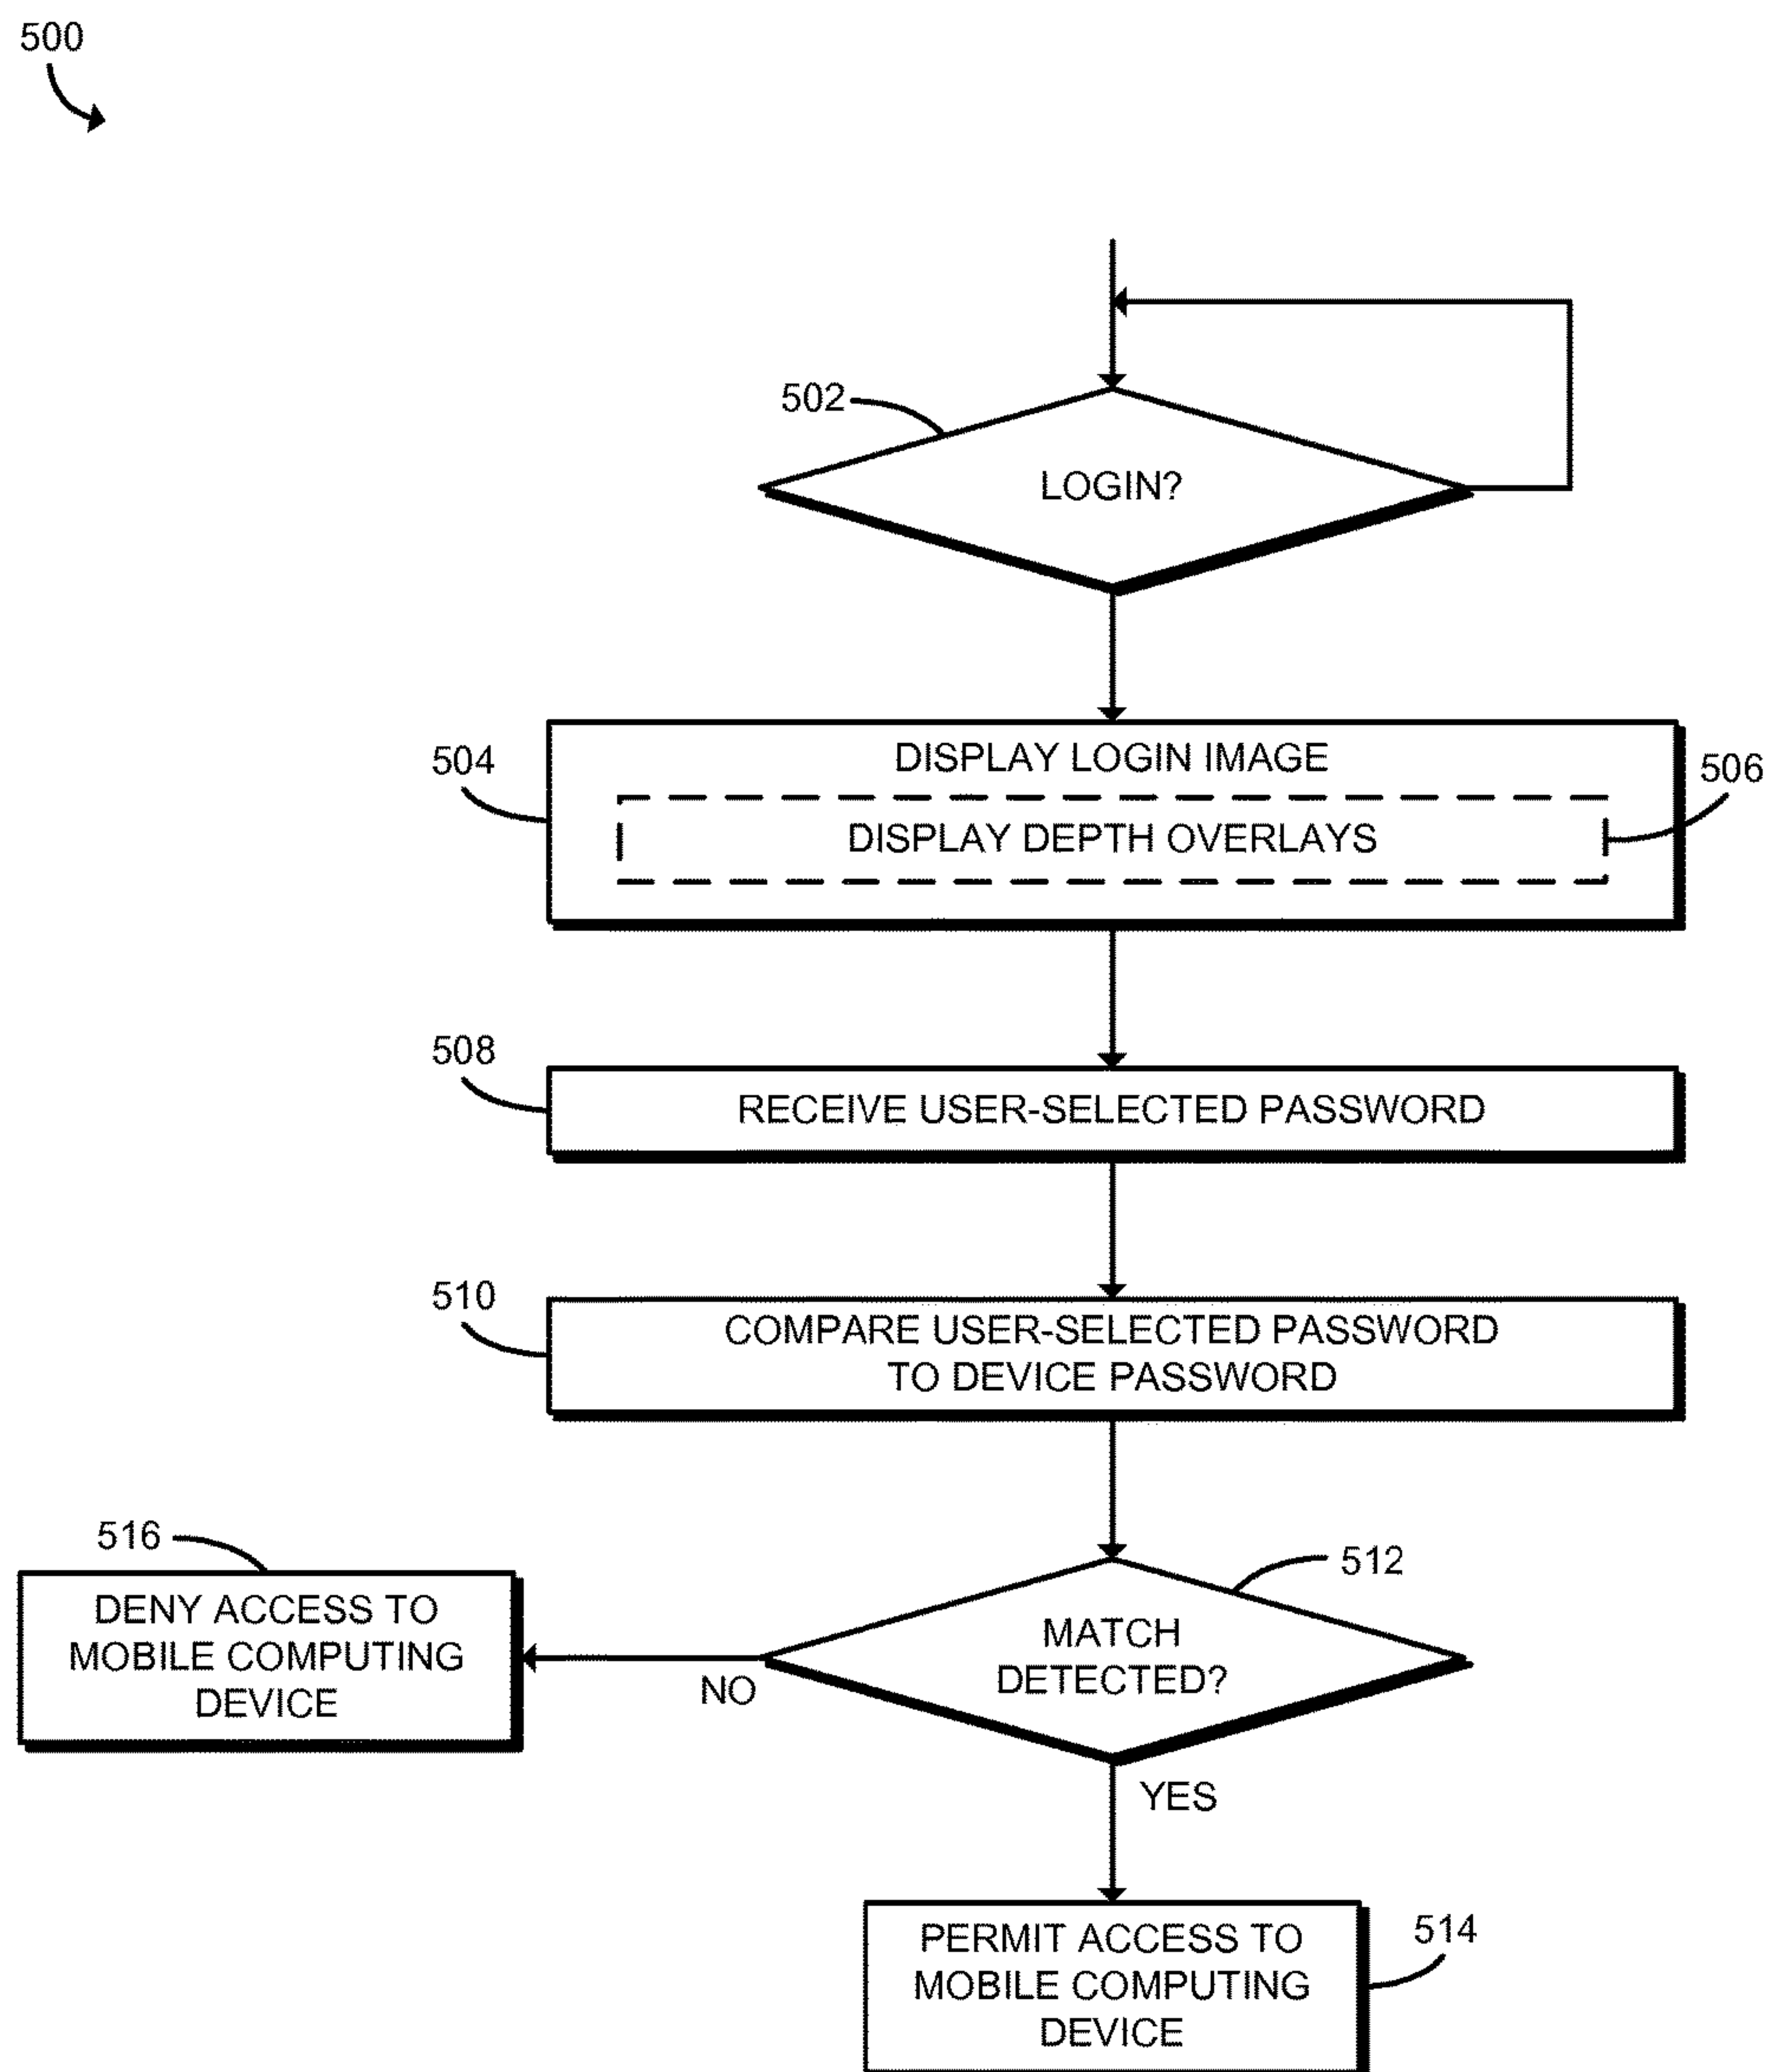 500
502
LOGIN?
504
DISPLAY LOGIN IMAGE
506
DISPLAY DEPTH OVERLAYS
508
RECEIVE USER-SELECTED PASSWORD
510
COMPARE USER-SELECTED PASSWORD
TO DEVICE PASSWORD
516
DENY ACCESS TO
MOBILE COMPUTING
DEVICE
512
MATCH
DETECTED?
NO
YES
514
PERMIT ACCESS TO
MOBILE COMPUTING
DEVICE